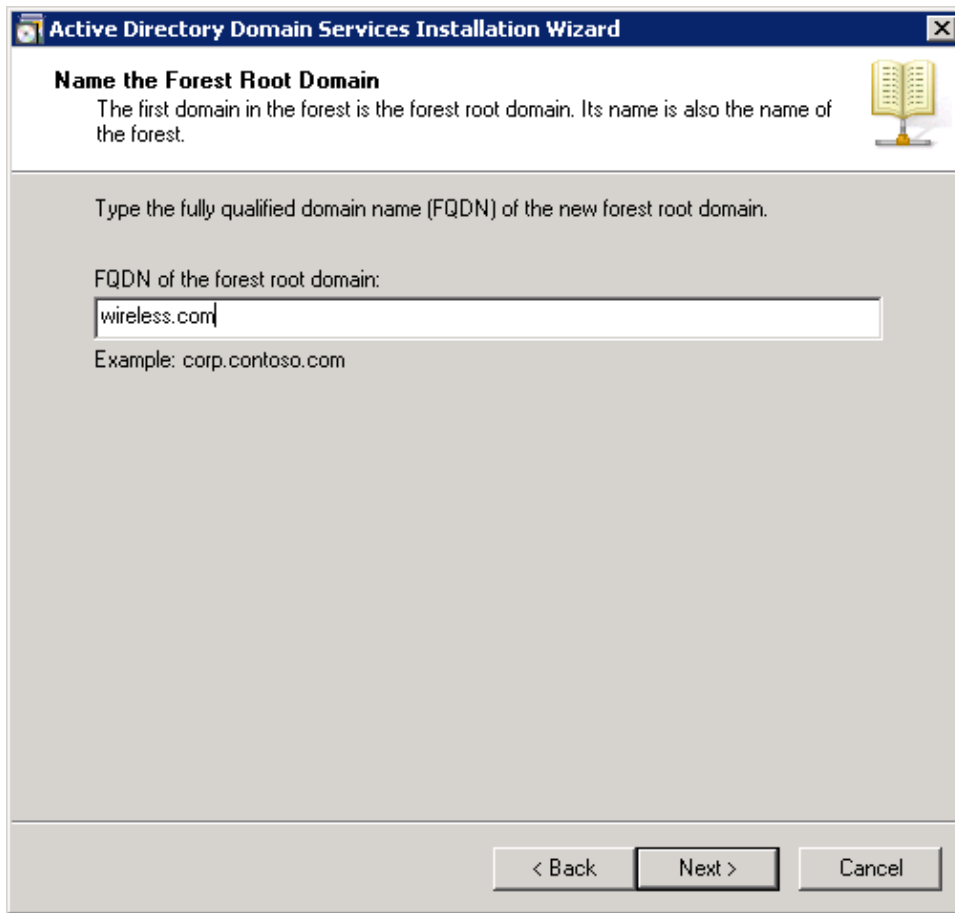 Active Directory Domain Services Installation Wizard
Name the Forest Root Domain
The first domain in the forest is the forest root domain. Its name is also the name of
the forest.
Type the fully qualified domain name (FQDN) of the new forest root domain.
FQDN of the forest root domain:
wireless.com
Example: corp.contoso.com
< Back Next > Cancel